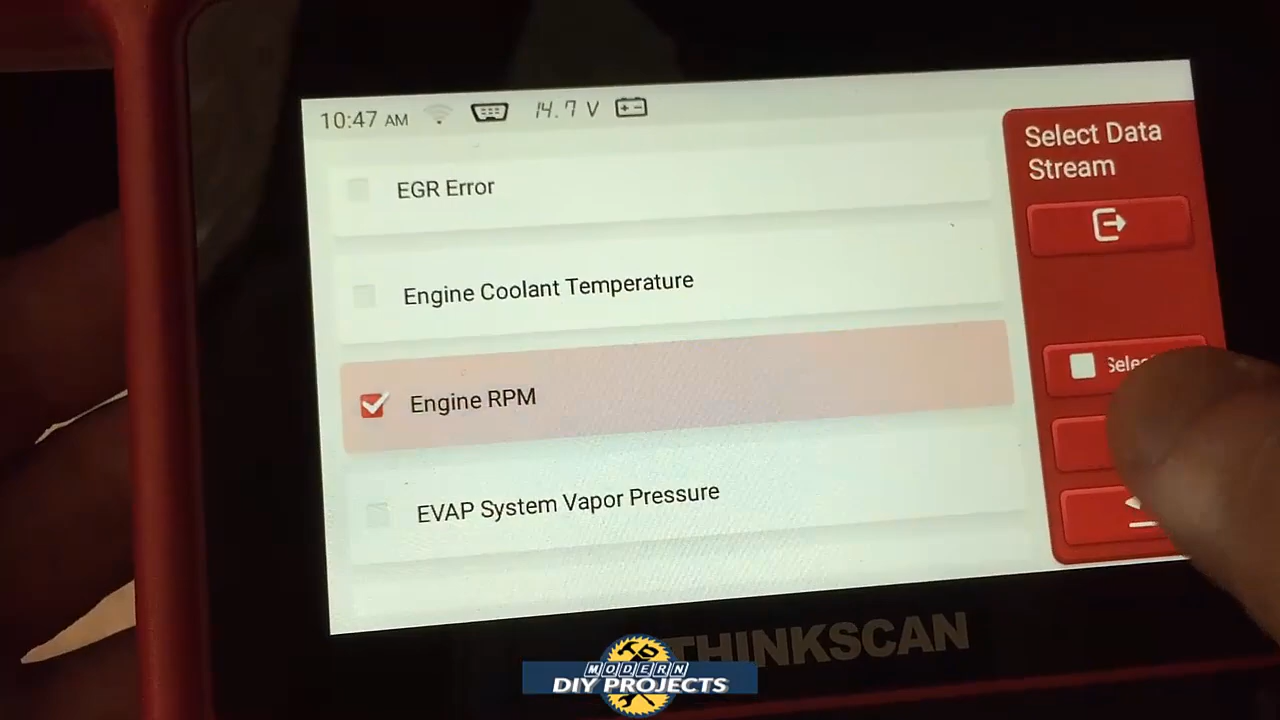 10:47 AM
14.7 V
Select Data
Stream
EGR Error
Engine Coolant Temperature
Engine RPM
EVAP System Vapor Pressure
THINKSCAN
MODERN
DIY PROJECTS